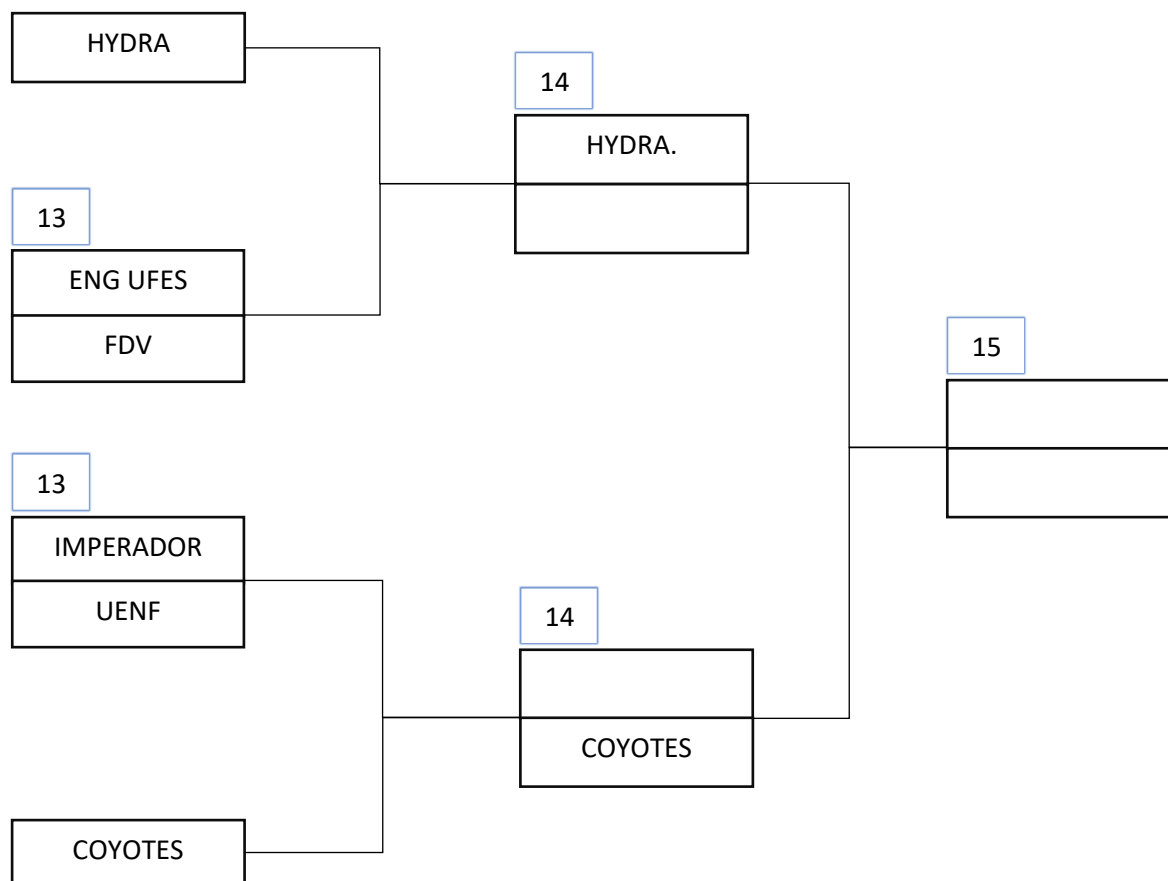 HYDRA
14
HYDRA.
13
ENG UFES
FDV
15
13
IMPERADOR
UENF
14
COYOTES
COYOTES